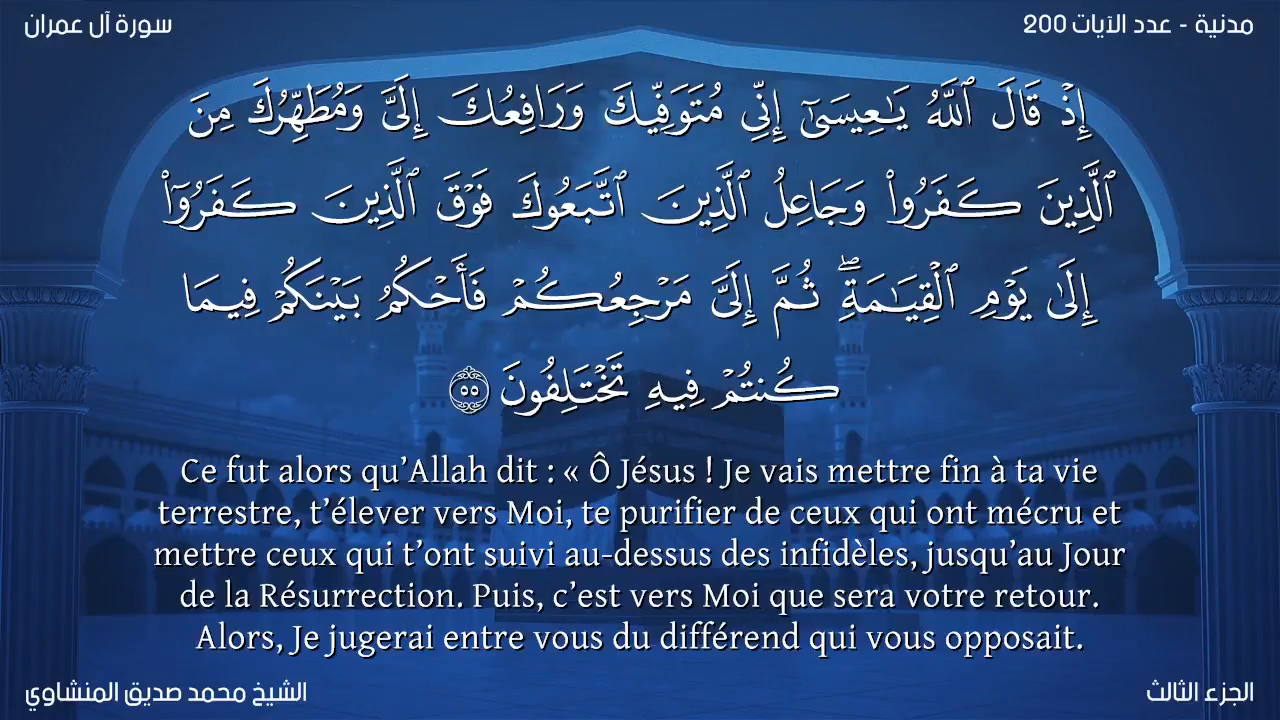 سورة آل عمران
مدنية - عدد الآيات 200
إِذْ قَالَ ٱللَّهُ يَـٰعِيسَىٰٓ إِنِّى مُتَوَفِّيكَ وَرَافِعُكَ إِلَىَّ وَمُطَهِّرُكَ مِنَ
ٱلَّذِينَ كَفَرُوا۟ وَجَاعِلُ ٱلَّذِينَ ٱتَّبَعُوكَ فَوْقَ ٱلَّذِينَ كَفَرُوٓا۟
إِلَىٰ يَوْمِ ٱلْقِيَـٰمَةِ ۖ ثُمَّ إِلَىَّ مَرْجِعُكُمْ فَأَحْكُمُ بَيْنَكُمْ فِيمَا
كُنتُمْ فِيهِ تَخْتَلِفُونَ ٥٥
Ce fut alors qu’Allah dit : « Ô Jésus ! Je vais mettre fin à ta vie
terrestre, t’élever vers Moi, te purifier de ceux qui ont mécru et
mettre ceux qui t’ont suivi au-dessus des infidèles, jusqu’au Jour
de la Résurrection. Puis, c’est vers Moi que sera votre retour.
Alors, Je jugerai entre vous du différend qui vous opposait.
الشيخ محمد صديق المنشاوي
الجزء الثالث